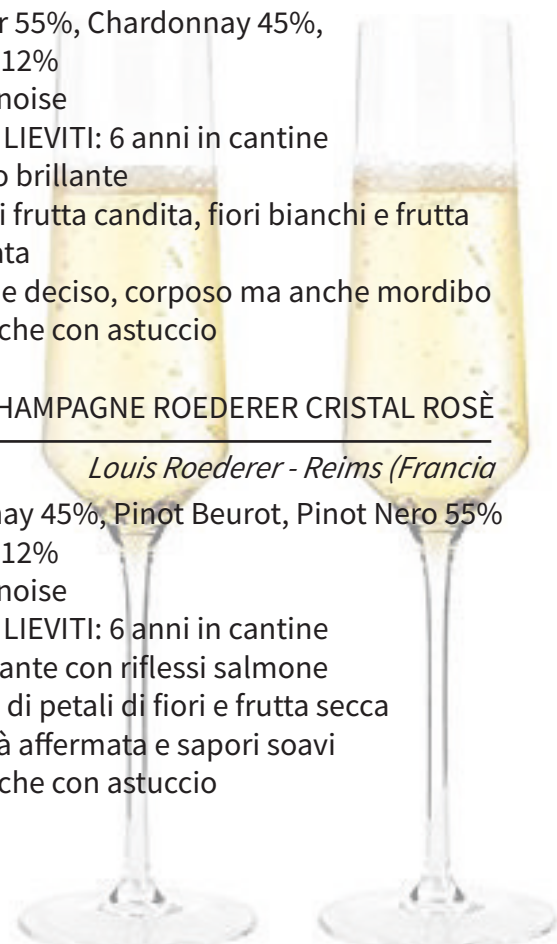 r 55%, Chardonnay 45%,
12%
noise
LIEVITI: 6 anni in cantine
o brillante
i frutta candita, fiori bianchi e frutta
ata
e deciso, corposo ma anche mordibo
che con astuccio
HAMPAGNE ROEDERER CRISTAL ROSÈ
Louis Roederer - Reims (Francia
nay 45%, Pinot Beurot, Pinot Nero 55%
12%
noise
LIEVITI: 6 anni in cantine
ante con riflessi salmone
di petali di fiori e frutta secca
à affermata e sapori soavi
che con astuccio